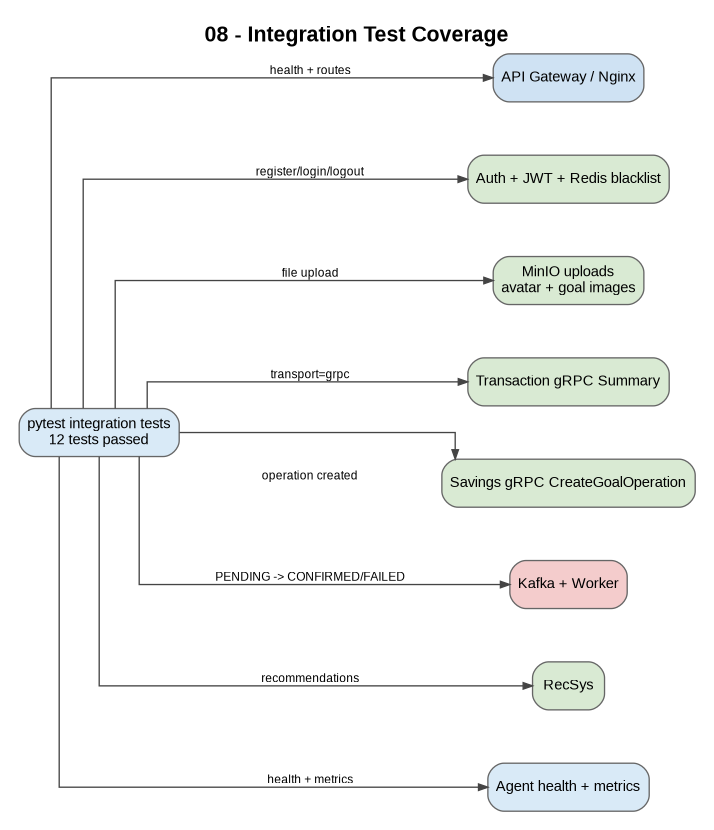 08 - Integration Test Coverage
health + routes
API Gateway / Nginx
register/login/logout
Auth + JWT + Redis blacklist
file upload
MinIO uploads
avatar + goal images
transport=grpc
Transaction gRPC Summary
pytest integration tests
12 tests passed
operation created
Savings gRPC CreateGoalOperation
PENDING -> CONFIRMED/FAILED
Kafka + Worker
recommendations
RecSys
health + metrics
Agent health + metrics